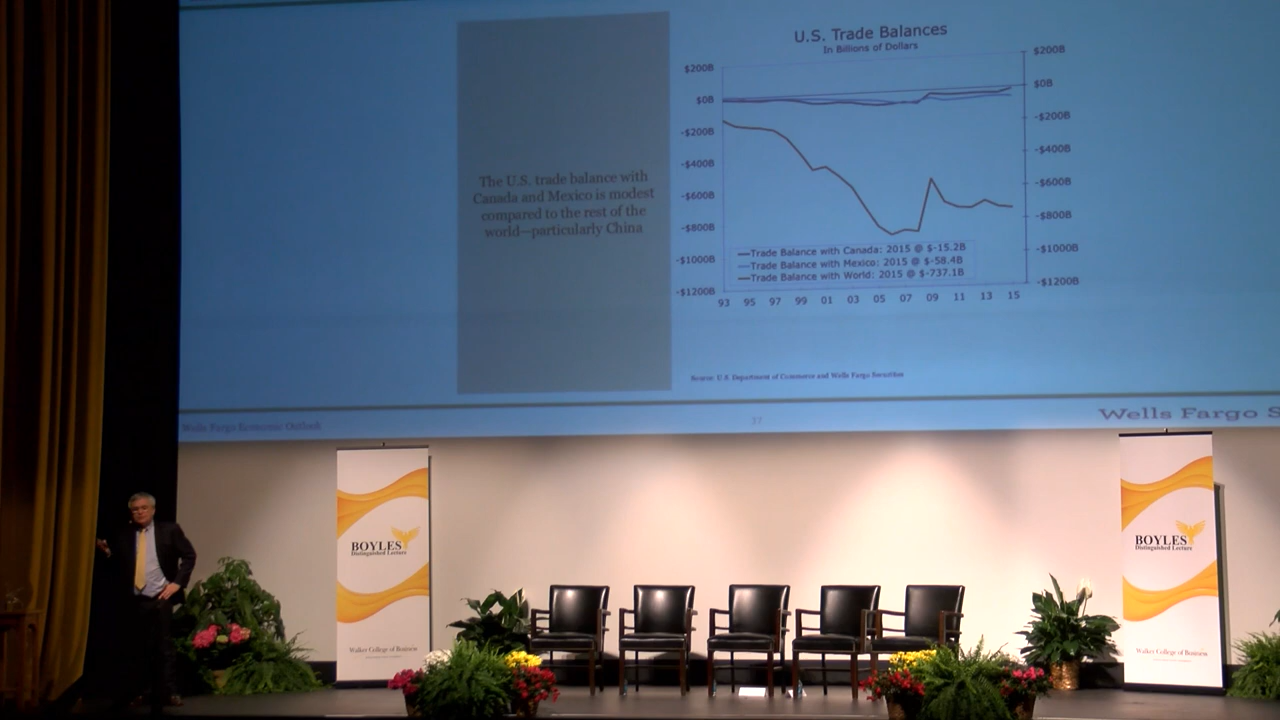 U.S. Trade Balances
In Billions of Dollars
$200B
$0B
-$200B
-$400B
-$600B
-$800B
-$1000B
-$1200B
$200B
$0B
-$200B
-$400B
-$600B
-$800B
-$1000B
-$1200B
The U.S. trade balance with
Canada and Mexico is modest
compared to the rest of the
world—particularly China
Trade Balance with Canada: 2015 @ $-15.2B
Trade Balance with Mexico: 2015 @ $-58.4B
Trade Balance with World: 2015 @ $-737.1B
93 95 97 99 01 03 05 07 09 11 13 15
Source: U.S. Department of Commerce and Wells Fargo Securities
Wells Fargo Economic Outlook
37
Wells Fargo S
BOYLES
Distinguished Lecture
Walker College of Business
BOYLES
Distinguished Lecture
Walker College of Business